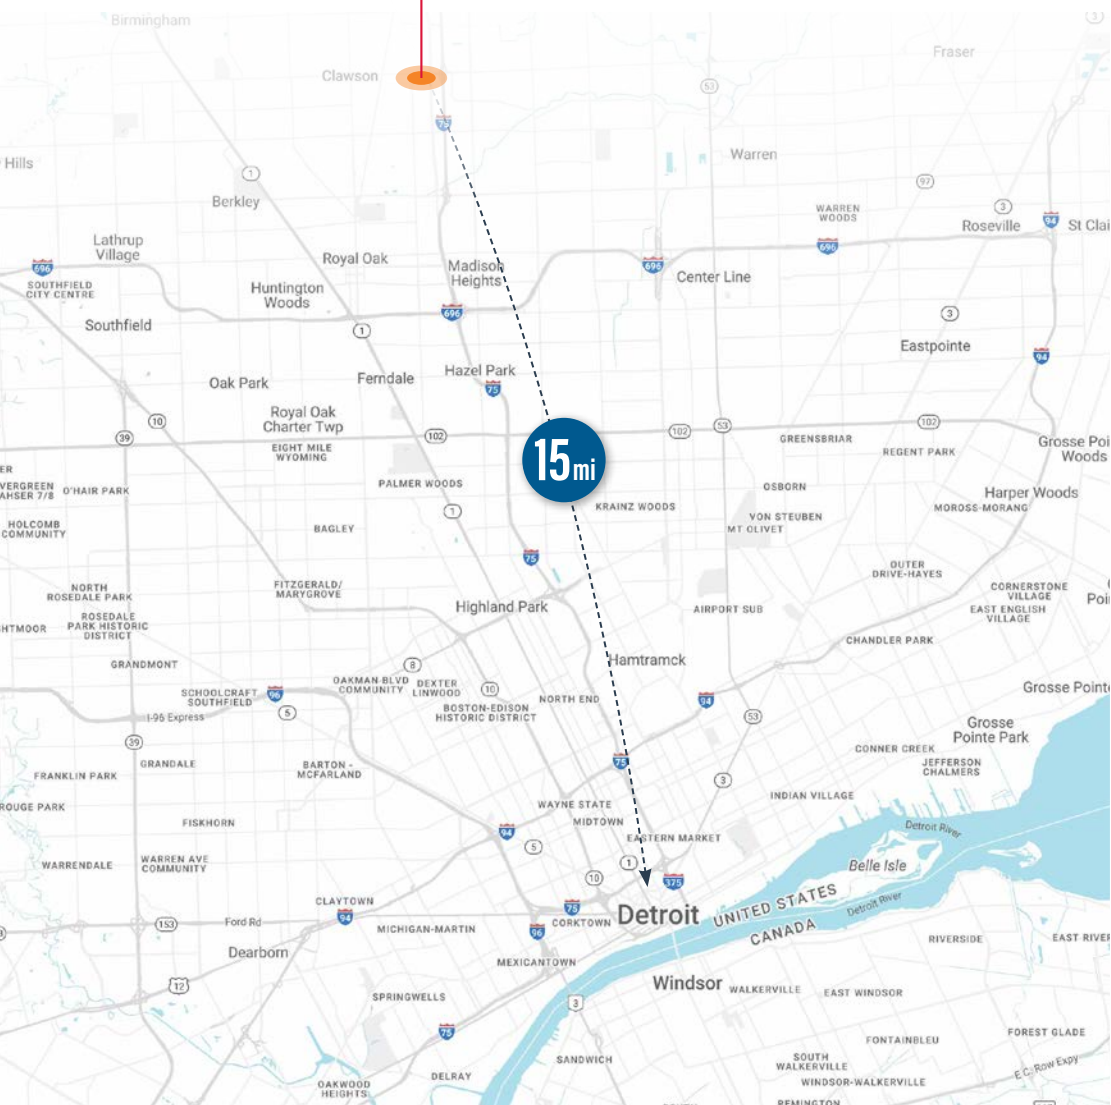 Birmingham
3
Fraser
Clawson
53
75
Hills
Warren
1
97
Berkley
WARREN
WOODS
3
Roseville
94
St Clai
Lathrup
Village
696
Royal Oak
696
Madison
Heights
696
Center Line
SOUTHFIELD
CITY CENTRE
Huntington
Woods
696
3
Southfield
1
Eastpointe
94
Hazel Park
Oak Park
Ferndale
75
Royal Oak
Charter Twp
10
39
102
102
53
102
GREENSBRIAR
Grosse Poi
Woods
EIGHT MILE
WYOMING
15mi
REGENT PARK
ER
VERGREEN
AHSER 7/8
O'HAIR PARK
PALMER WOODS
OSBORN
Harper Woods
KRAINZ WOODS
MOROSS-MORANG
1
VON STEUBEN
MT OLIVET
HOLCOMB
COMMUNITY
BAGLEY
75
OUTER
DRIVE-HAYES
NORTH
ROSEDALE PARK
FITZGERALD/
MARYGROVE
CORNERSTONE
VILLAGE
Poi
Highland Park
AIRPORT SUB
EAST ENGLISH
VILLAGE
HTMOOR
ROSEDALE
PARK HISTORIC
DISTRICT
CHANDLER PARK
GRANDMONT
8
Hamtramck
SCHOOLCRAFT
SOUTHFIELD
96
OAKMAN BLVD
COMMUNITY
DEXTER
LINWOOD
10
NORTH END
94
Grosse Pointe
I-96 Express
5
BOSTON-EDISON
HISTORIC DISTRICT
53
Grosse
Pointe Park
39
CONNER CREEK
GRANDALE
BARTON -
MCFARLAND
75
JEFFERSON
CHALMERS
FRANKLIN PARK
3
ROUGE PARK
WAYNE STATE
INDIAN VILLAGE
FISKHORN
MIDTOWN
94
Detroit River
EASTERN MARKET
5
WARRENDALE
WARREN AVE
COMMUNITY
1
Belle Isle
10
375
CLAYTOWN
94
75
Detroit
UNITED STATES
Detroit River
153
Ford Rd
MICHIGAN-MARTIN
96
CORKTOWN
CANADA
RIVERSIDE
EAST RIVER
Dearborn
MEXICANTOWN
12
Windsor
WALKERVILLE
EAST WINDSOR
SPRINGWELLS
3
75
FOREST GLADE
FONTAINBLEU
SANDWICH
SOUTH
WALKERVILLE
E.C. Row Expy
OAKWOOD
HEIGHTS
DELRAY
WINDSOR-WALKERVILLE
REMINGTON